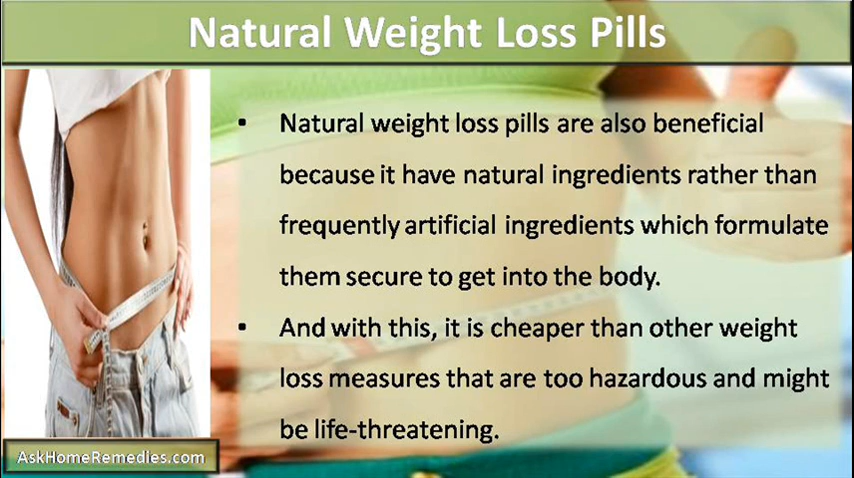 Natural Weight Loss Pills
▪ Natural weight loss pills are also beneficial
because it have natural ingredients rather than
frequently artificial ingredients which formulate
them secure to get into the body.
▪ And with this, it is cheaper than other weight
loss measures that are too hazardous and might
be life-threatening.
AskHomeRemedies.com